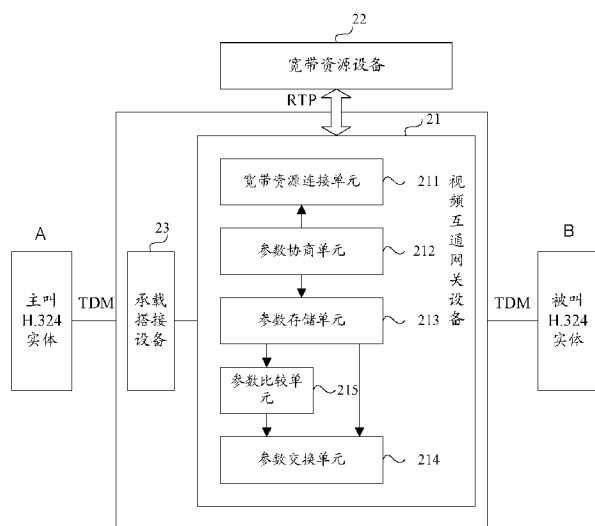 22
宽带资源设备
RTP
21
宽带资源连接单元
211
视频互通网关设备
参数协商单元
212
A
23
B
主叫
H.324
实体
TDM
承载
搭接
设备
参数存储单元
213
TDM
被叫
H.324
实体
参数比较单
元
215
参数交换单元
214